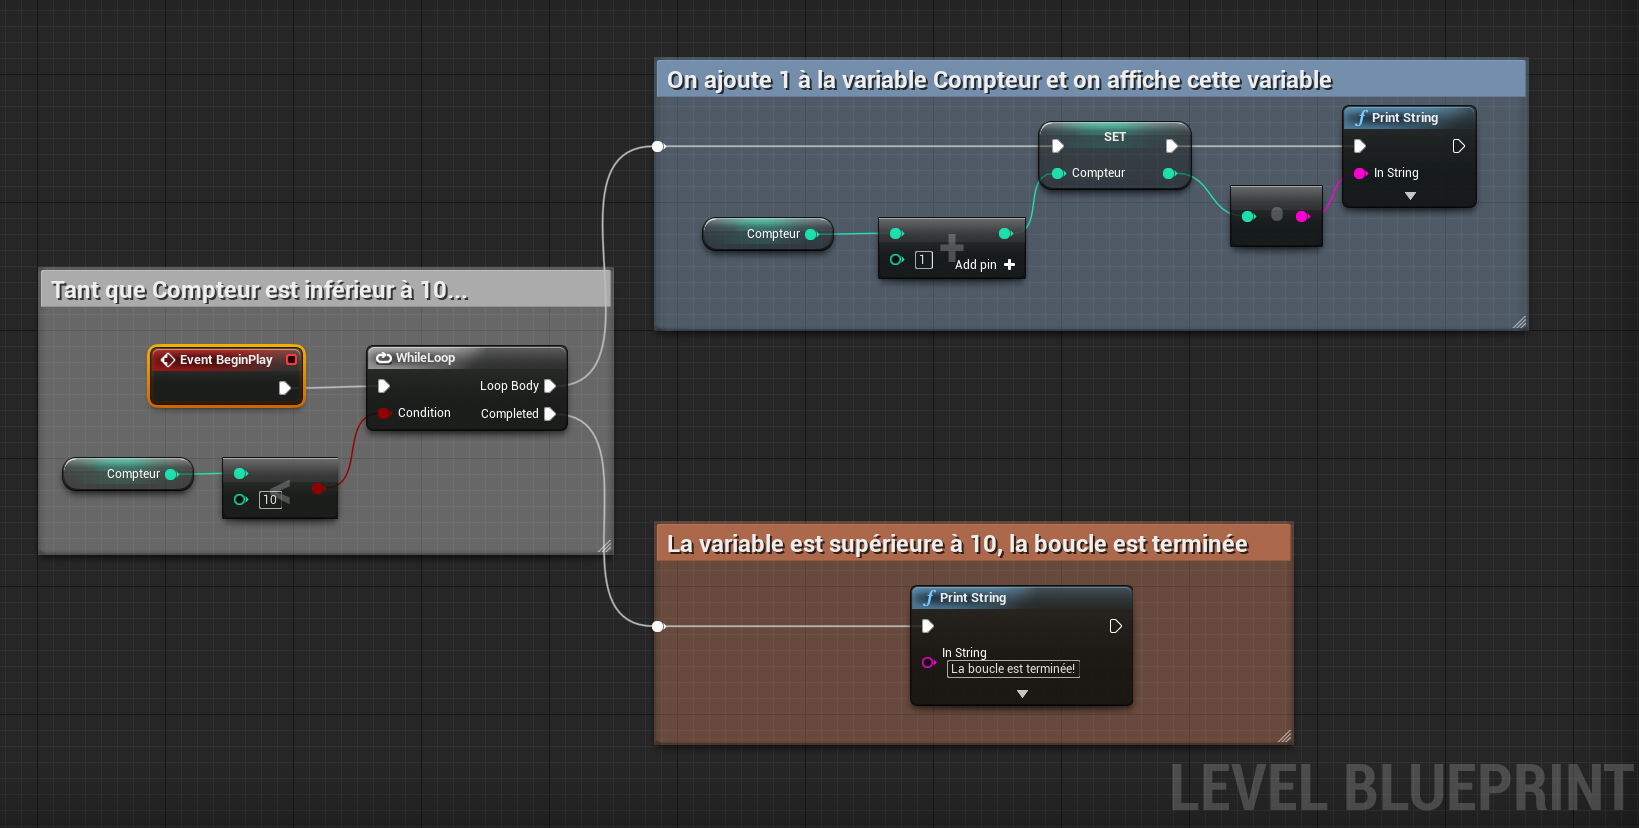 On ajoute 1 à la variable Compteur et on affiche cette variable
Print String
SET
In String
Compteur
Compteur
1
Add pin
Tant que Compteur est inférieur à 10...
Event BeginPlay
WhileLoop
Loop Body
Condition
Completed
Compteur
10
<
La variable est supérieure à 10, la boucle est terminée
Print String
In String
La boucle est terminée!
LEVEL BLUEPRINT